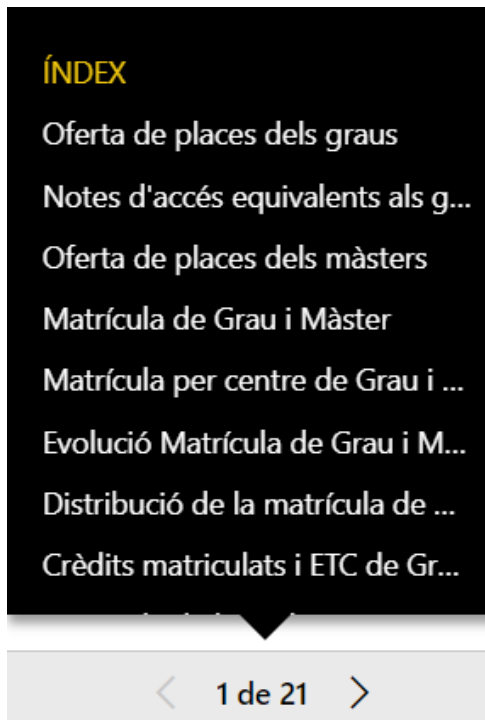 ÍNDEX
Oferta de places dels graus
Notes d'accés equivalents als g...
Oferta de places dels màsters
Matrícula de Grau i Màster
Matrícula per centre de Grau i ...
Evolució Matrícula de Grau i M...
Distribució de la matrícula de ...
Crèdits matriculats i ETC de Gr...
1 de 21